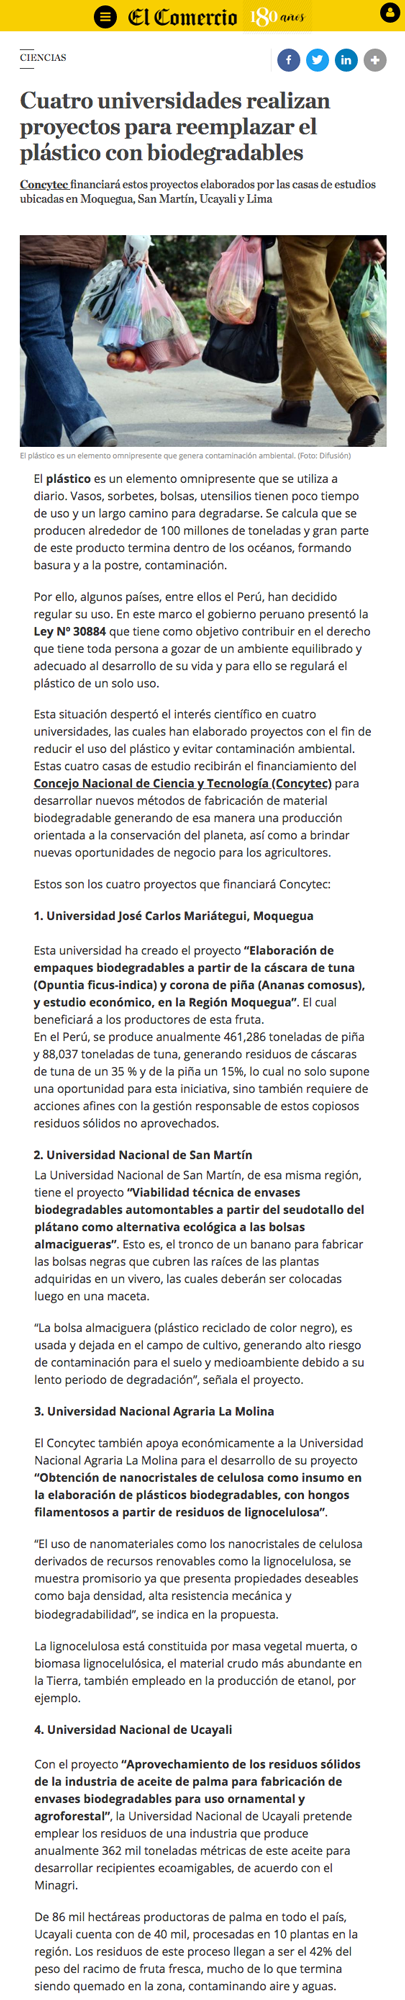 El Comercio 180 años
CIENCIAS
Cuatro universidades realizan
proyectos para reemplazar el
plástico con biodegradables
Concytec financiará estos proyectos elaborados por las casas de estudios
ubicadas en Moquegua, San Martín, Ucayali y Lima
El plástico es un elemento omnipresente que genera contaminación ambiental. (Foto: Difusión)
El plástico es un elemento omnipresente que se utiliza a
diario. Vasos, sorbetes, bolsas, utensilios tienen poco tiempo
de uso y un largo camino para degradarse. Se calcula que se
producen alrededor de 100 millones de toneladas y gran parte
de este producto termina dentro de los océanos, formando
basura y a la postre, contaminación.
Por ello, algunos países, entre ellos el Perú, han decidido
regular su uso. En este marco el gobierno peruano presentó la
Ley Nº 30884 que tiene como objetivo contribuir en el derecho
que tiene toda persona a gozar de un ambiente equilibrado y
adecuado al desarrollo de su vida y para ello se regulará el
plástico de un solo uso.
Esta situación despertó el interés científico en cuatro
universidades, las cuales han elaborado proyectos con el fin de
reducir el uso del plástico y evitar contaminación ambiental.
Estas cuatro casas de estudio recibirán el financiamiento del
Concejo Nacional de Ciencia y Tecnología (Concytec) para
desarrollar nuevos métodos de fabricación de material
biodegradable generando de esa manera una producción
orientada a la conservación del planeta, así como a brindar
nuevas oportunidades de negocio para los agricultores.
Estos son los cuatro proyectos que financiará Concytec:
1. Universidad José Carlos Mariátegui, Moquegua
Esta universidad ha creado el proyecto “Elaboración de
empaques biodegradables a partir de la cáscara de tuna
(Opuntia ficus-indica) y corona de piña (Ananas comosus),
y estudio económico, en la Región Moquegua”. El cual
beneficiará a los productores de esta fruta.
En el Perú, se produce anualmente 461,286 toneladas de piña
y 88,037 toneladas de tuna, generando residuos de cáscaras
de tuna de un 35 % y de la piña un 15%, lo cual no solo supone
una oportunidad para esta iniciativa, sino también requiere de
acciones afines con la gestión responsable de estos copiosos
residuos sólidos no aprovechados.
2. Universidad Nacional de San Martín
La Universidad Nacional de San Martín, de esa misma región,
tiene el proyecto “Viabilidad técnica de envases
biodegradables automontables a partir del seudotallo del
plátano como alternativa ecológica a las bolsas
almacigueras”. Esto es, el tronco de un banano para fabricar
las bolsas negras que cubren las raíces de las plantas
adquiridas en un vivero, las cuales deberán ser colocadas
luego en una maceta.
“La bolsa almaciguera (plástico reciclado de color negro), es
usada y dejada en el campo de cultivo, generando alto riesgo
de contaminación para el suelo y medioambiente debido a su
lento periodo de degradación”, señala el proyecto.
3. Universidad Nacional Agraria La Molina
El Concytec también apoya económicamente a la Universidad
Nacional Agraria La Molina para el desarrollo de su proyecto
“Obtención de nanocristales de celulosa como insumo en
la elaboración de plásticos biodegradables, con hongos
filamentosos a partir de residuos de lignocelulosa”.
“El uso de nanomateriales como los nanocristales de celulosa
derivados de recursos renovables como la lignocelulosa, se
muestra promisorio ya que presenta propiedades deseables
como baja densidad, alta resistencia mecánica y
biodegradabilidad”, se indica en la propuesta.
La lignocelulosa está constituida por masa vegetal muerta, o
biomasa lignocelulósica, el material crudo más abundante en
la Tierra, también empleado en la producción de etanol, por
ejemplo.
4. Universidad Nacional de Ucayali
Con el proyecto “Aprovechamiento de los residuos sólidos
de la industria de aceite de palma para fabricación de
envases biodegradables para uso ornamental y
agroforestal”, la Universidad Nacional de Ucayali pretende
emplear los residuos de una industria que produce
anualmente 362 mil toneladas métricas de este aceite para
desarrollar recipientes ecoamigables, de acuerdo con el
Minagri.
De 86 mil hectáreas productoras de palma en todo el país,
Ucayali cuenta con de 40 mil, procesadas en 10 plantas en la
región. Los residuos de este proceso llegan a ser el 42% del
peso del racimo de fruta fresca, mucho de lo que termina
siendo quemado en la zona, contaminando aire y aguas.